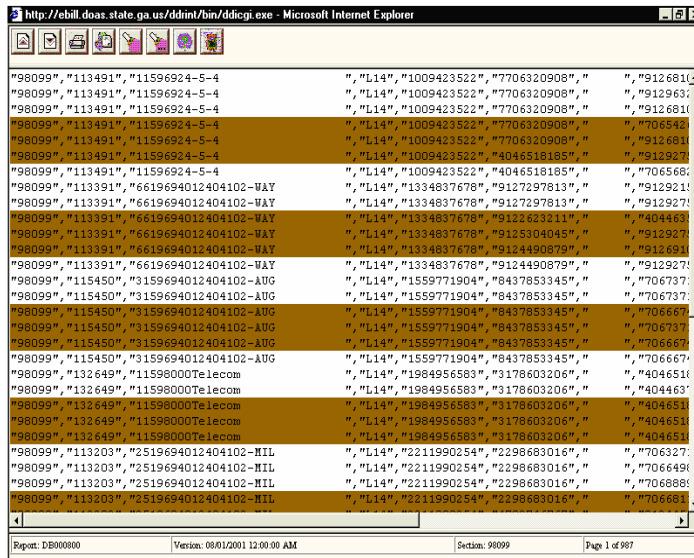 http://ebill.doas.state.ga.us/ddrint/bin/ddicgi.exe - Microsoft Internet Explorer
"98099","113491","11596924-5-4 ","L14","1009423522","7706320908"," ","912681
"98099","113491","11596924-5-4 ","L14","1009423522","7706320908"," ","912963
"98099","113491","11596924-5-4 ","L14","1009423522","7706320908"," ","912681
"98099","113491","11596924-5-4 ","L14","1009423522","7706320908"," ","706542
"98099","113491","11596924-5-4 ","L14","1009423522","7706320908"," ","912681
"98099","113491","11596924-5-4 ","L14","1009423522","4046518185"," ","912927
"98099","113491","11596924-5-4 ","L14","1009423522","4046518185"," ","706568
"98099","113391","6619694012404102-WAY ","L14","1334837678","9127297813"," ","912921
"98099","113391","6619694012404102-WAY ","L14","1334837678","9127297813"," ","912927
"98099","113391","6619694012404102-WAY ","L14","1334837678","9122623211"," ","404463
"98099","113391","6619694012404102-WAY ","L14","1334837678","9125304045"," ","912927
"98099","113391","6619694012404102-WAY ","L14","1334837678","9124490879"," ","912691
"98099","113391","6619694012404102-WAY ","L14","1334837678","9124490879"," ","912927
"98099","115450","3159694012404102-AUG ","L14","1559771904","8437853345"," ","706737
"98099","115450","3159694012404102-AUG ","L14","1559771904","8437853345"," ","706737
"98099","115450","3159694012404102-AUG ","L14","1559771904","8437853345"," ","706667
"98099","115450","3159694012404102-AUG ","L14","1559771904","8437853345"," ","706737
"98099","115450","3159694012404102-AUG ","L14","1559771904","8437853345"," ","706667
"98099","115450","3159694012404102-AUG ","L14","1559771904","8437853345"," ","706667
"98099","132649","11598000Telecom ","L14","1984956583","3178603206"," ","404651
"98099","132649","11598000Telecom ","L14","1984956583","3178603206"," ","404463
"98099","132649","11598000Telecom ","L14","1984956583","3178603206"," ","404651
"98099","132649","11598000Telecom ","L14","1984956583","3178603206"," ","404651
"98099","132649","11598000Telecom ","L14","1984956583","3178603206"," ","404651
"98099","113203","2519694012404102-MIL ","L14","2211990254","2298683016"," ","706327
"98099","113203","2519694012404102-MIL ","L14","2211990254","2298683016"," ","706649
"98099","113203","2519694012404102-MIL ","L14","2211990254","2298683016"," ","706888
"98099","113203","2519694012404102-MIL ","L14","2211990254","2298683016"," ","706681
Report: DB000800 Version: 08/01/2001 12:00:00 AM Section: 98099 Page 1 of 987